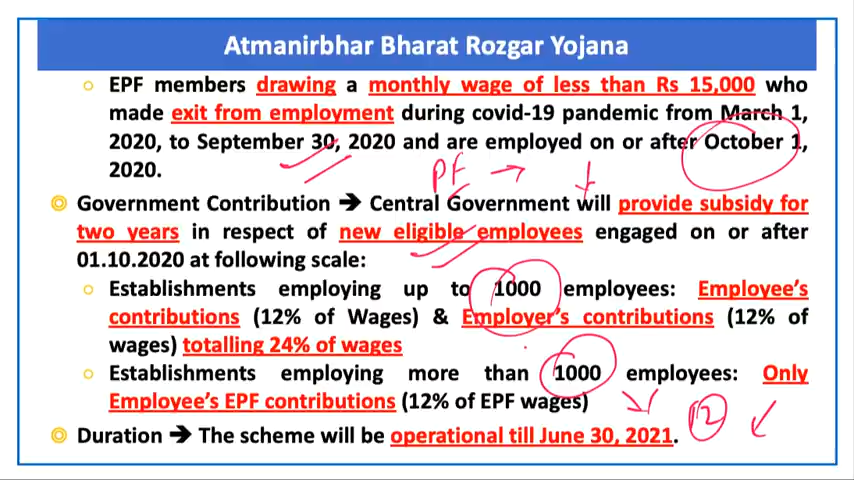 Atmanirbhar Bharat Rozgar Yojana
EPF members drawing a monthly wage of less than Rs 15,000 who
made exit from employment during covid-19 pandemic from March 1,
2020, to September 30, 2020 and are employed on or after October 1,
2020.
PF
Government Contribution → Central Government will provide subsidy for
two years in respect of new eligible employees engaged on or after
01.10.2020 at following scale:
Establishments employing up to 1000 employees: Employee's
contributions (12% of Wages) & Employer's contributions (12% of
wages) totalling 24% of wages
Establishments employing more than 1000 employees: Only
Employee's EPF contributions (12% of EPF wages)
12
Duration → The scheme will be operational till June 30, 2021.